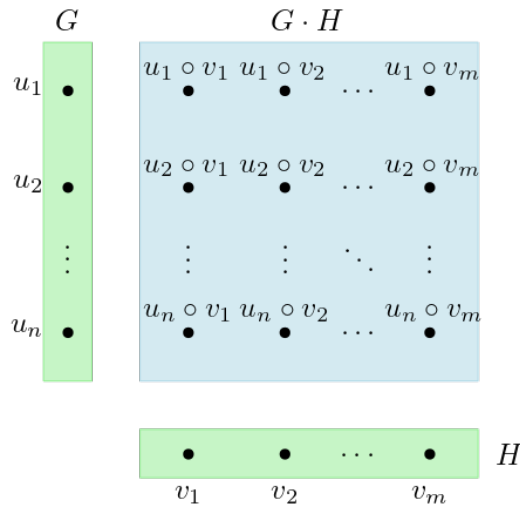 G G · H
u₁ u₁ ∘ v₁ u₁ ∘ v₂ ⋯ u₁ ∘ vₘ
u₂ u₂ ∘ v₁ u₂ ∘ v₂ ⋯ u₂ ∘ vₘ
⋮ ⋮ ⋮ ⋱ ⋮
uₙ uₙ ∘ v₁ uₙ ∘ v₂ ⋯ uₙ ∘ vₘ
⋯ H
v₁ v₂ vₘ